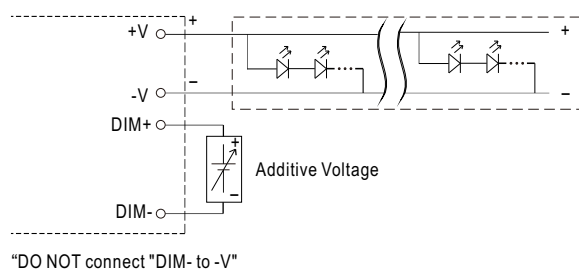 +V
+
+
-V
−
−
DIM+
+
Additive Voltage
−
DIM-
“DO NOT connect "DIM- to -V"